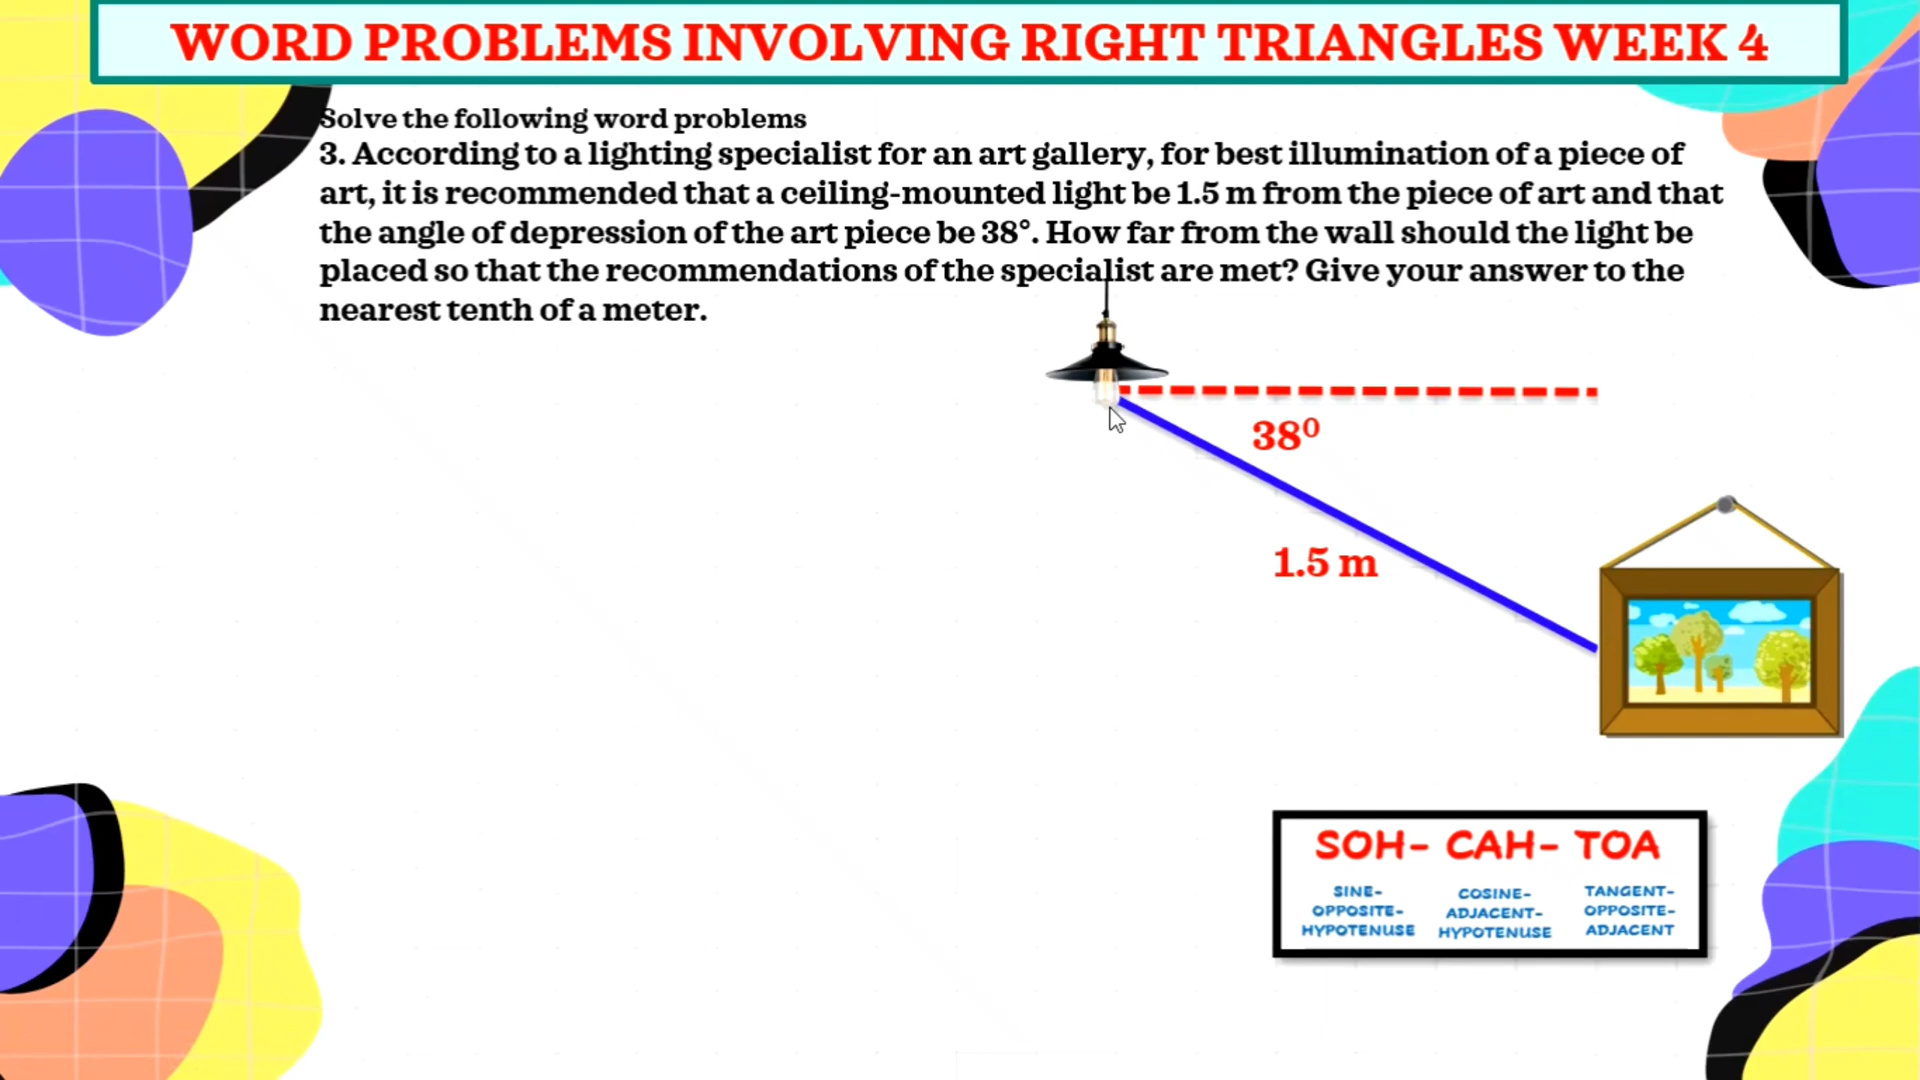 WORD PROBLEMS INVOLVING RIGHT TRIANGLES WEEK 4
Solve the following word problems
3. According to a lighting specialist for an art gallery, for best illumination of a piece of
art, it is recommended that a ceiling-mounted light be 1.5 m from the piece of art and that
the angle of depression of the art piece be 38°. How far from the wall should the light be
placed so that the recommendations of the specialist are met? Give your answer to the
nearest tenth of a meter.
38⁰
1.5 m
SOH- CAH- TOA
SINE-
OPPOSITE-
HYPOTENUSE
COSINE-
ADJACENT-
HYPOTENUSE
TANGENT-
OPPOSITE-
ADJACENT